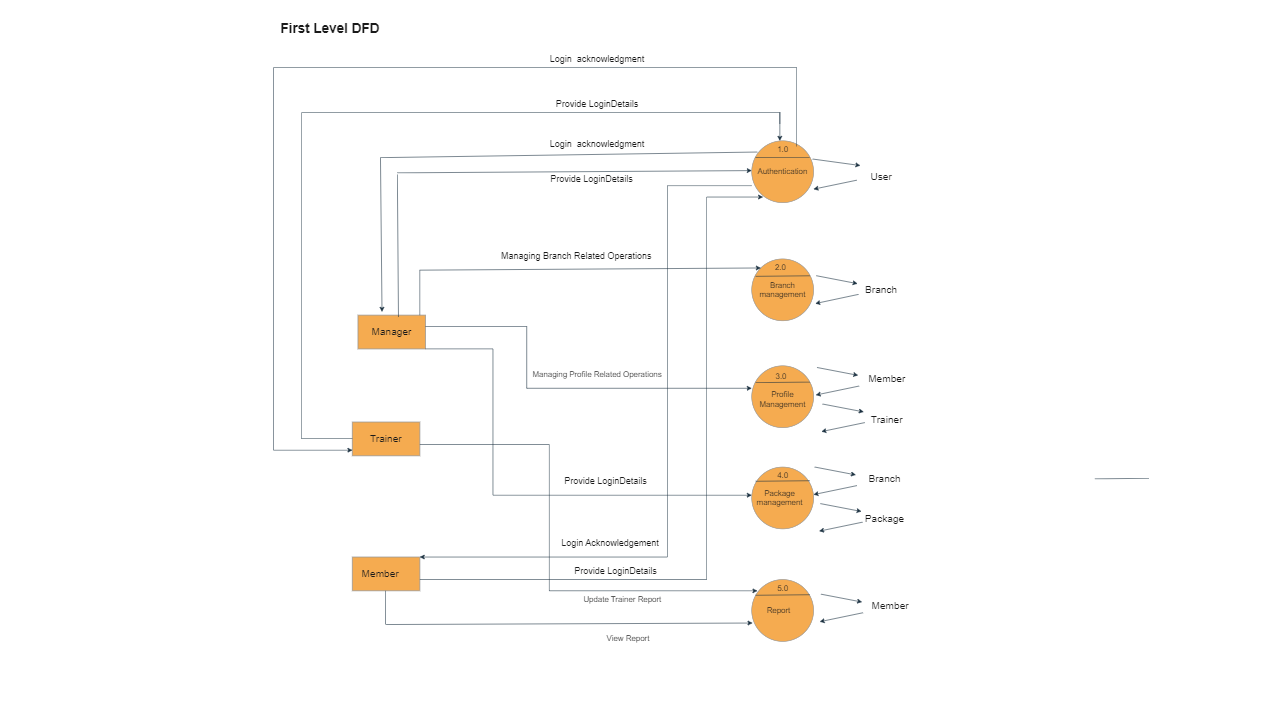 First Level DFD
Login  acknowledgment
Provide LoginDetails
Login  acknowledgment
1.0
Authentication
User
Provide LoginDetails
Managing Branch Related Operations
2.0
Branch
management
Branch
Manager
Managing Profile Related Operations
3.0
Profile
Management
Member
Trainer
Trainer
Provide LoginDetails
4.0
Package
management
Branch
Package
Login Acknowledgement
Member
Provide LoginDetails
Update Trainer Report
5.0
Report
Member
View Report